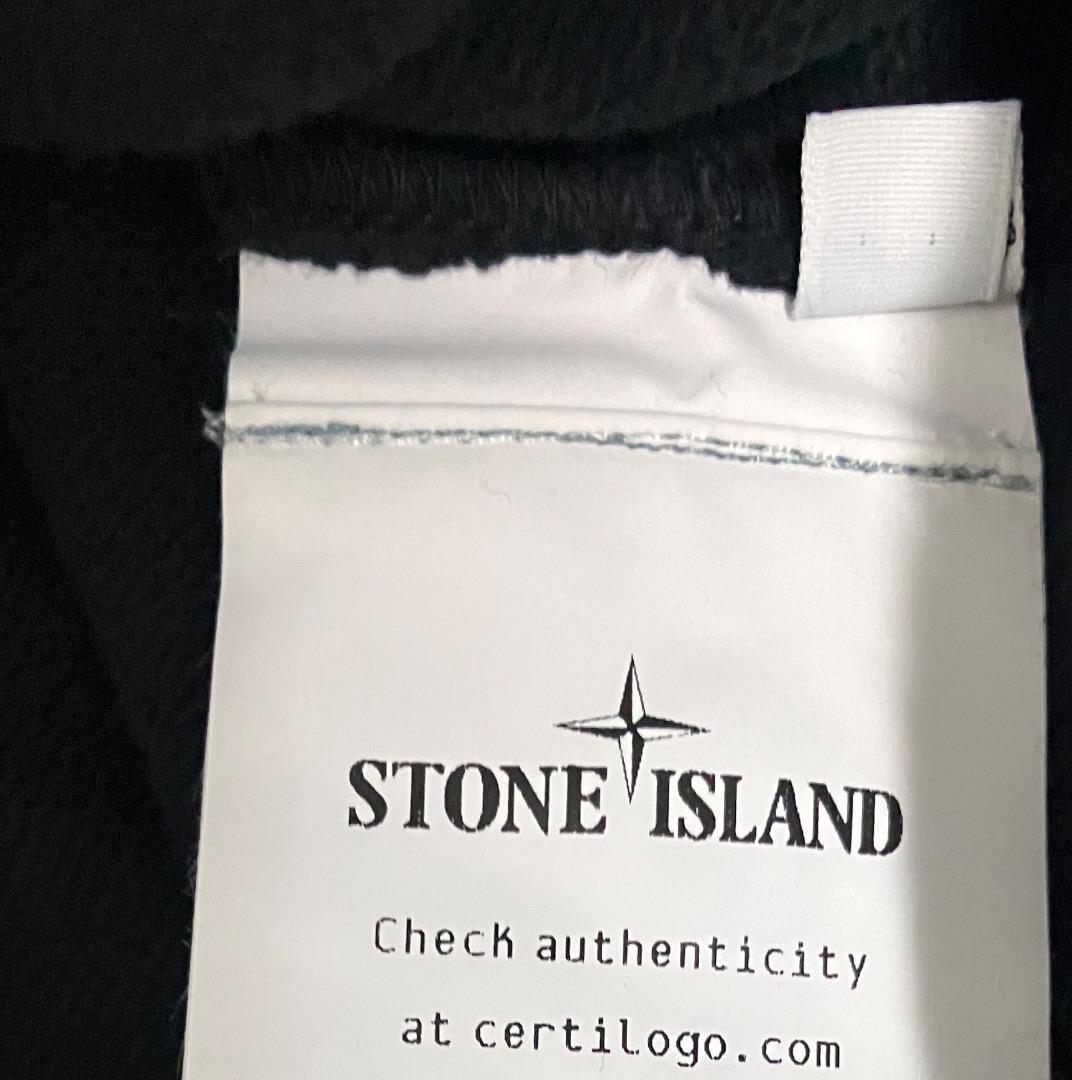 STONE ISLAND
Check authenticity
at certilogo.com